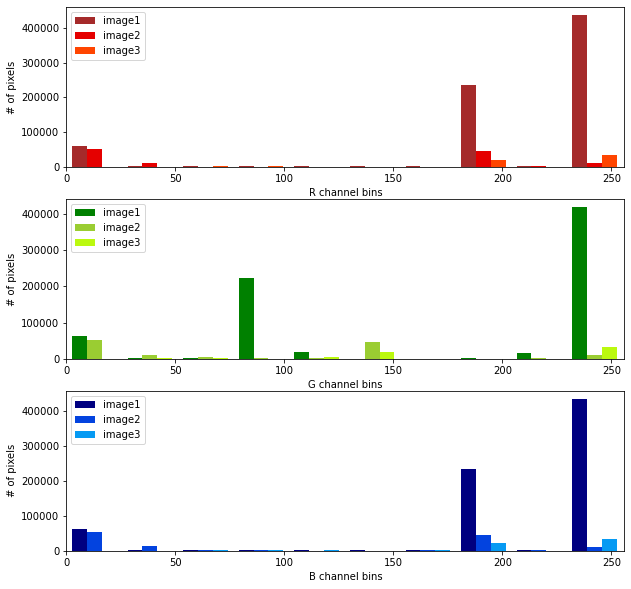 400000
300000
200000
100000
0
# of pixels
image1
image2
image3
0 50 100 150 200 250
R channel bins
400000
300000
200000
100000
0
# of pixels
image1
image2
image3
0 50 100 150 200 250
G channel bins
400000
300000
200000
100000
0
# of pixels
image1
image2
image3
0 50 100 150 200 250
B channel bins